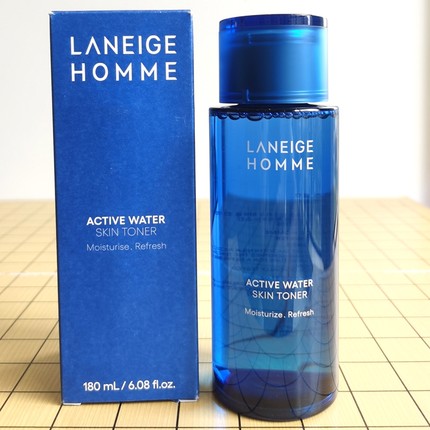 LANEIGE
HOMME
ACTIVE WATER
SKIN TONER
Moisturise . Refresh
180 mL / 6.08 fl.oz.
LANEIGE
HOMME
ACTIVE WATER
SKIN TONER
Moisturize . Refresh